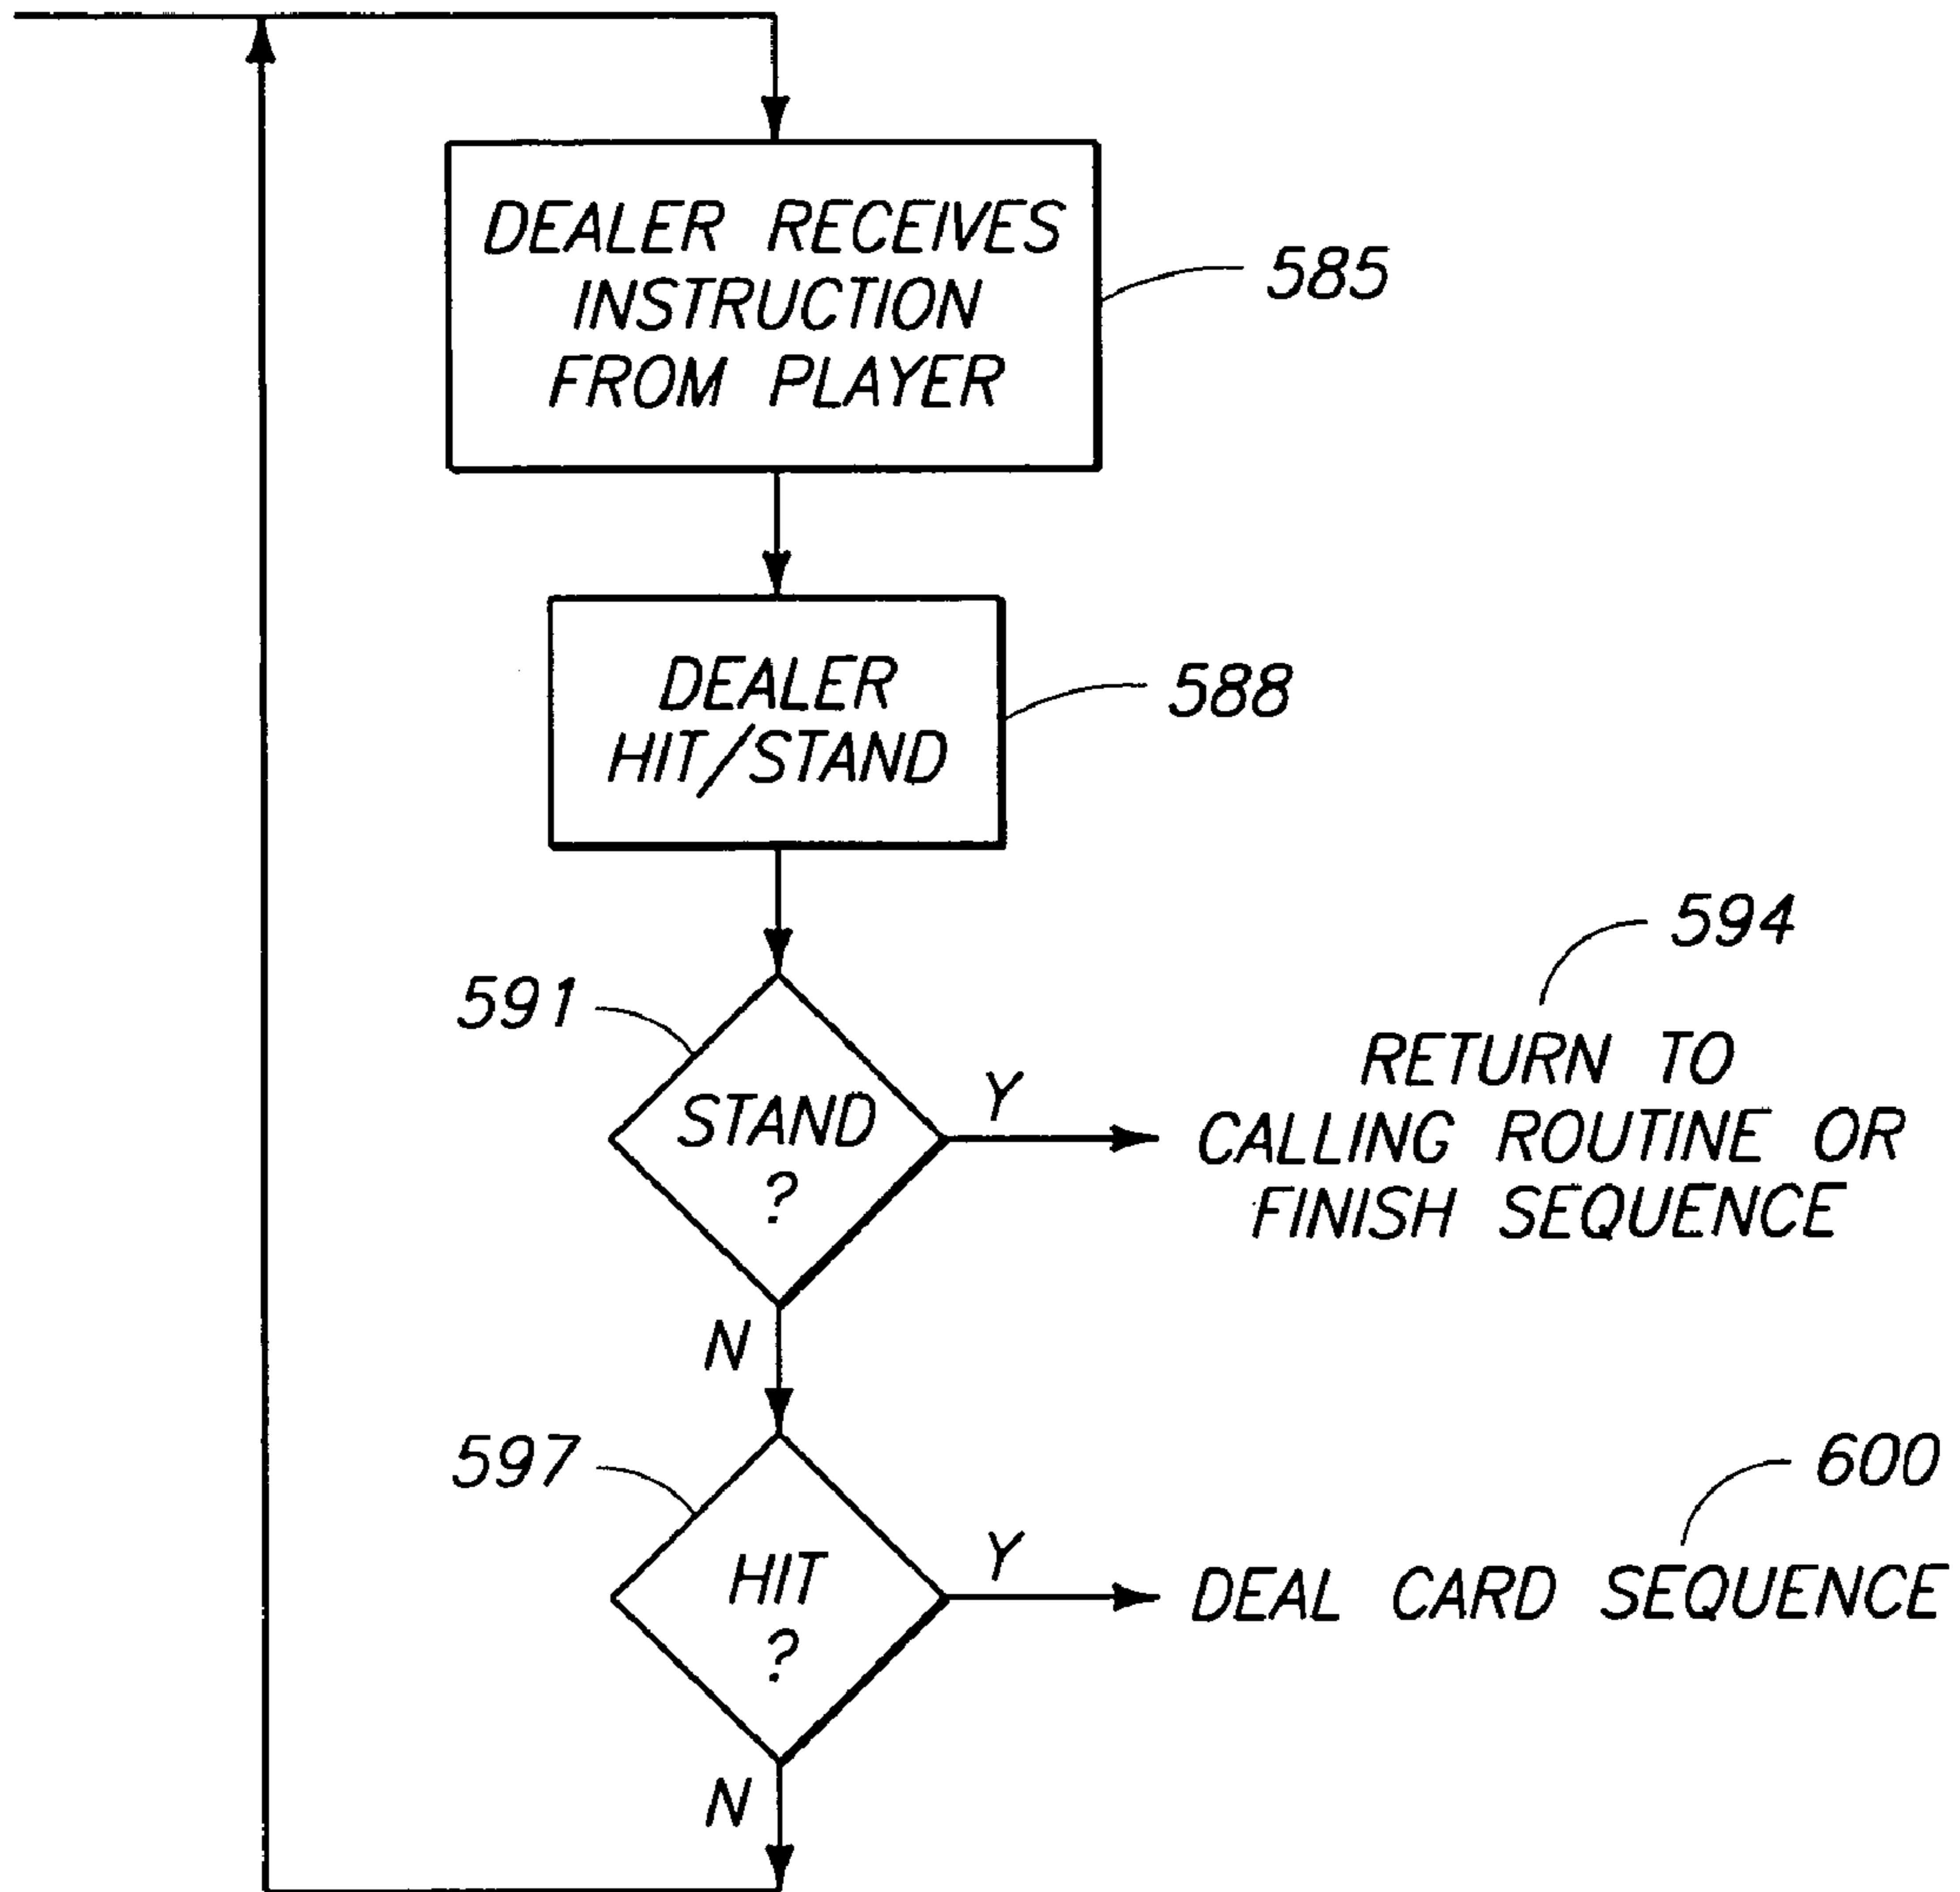 DEALER RECEIVES
INSTRUCTION
FROM PLAYER
585
DEALER
HIT/STAND
588
591
STAND
?
Y
594
RETURN TO
CALLING ROUTINE OR
FINISH SEQUENCE
N
597
HIT
?
Y
600
DEAL CARD SEQUENCE
N